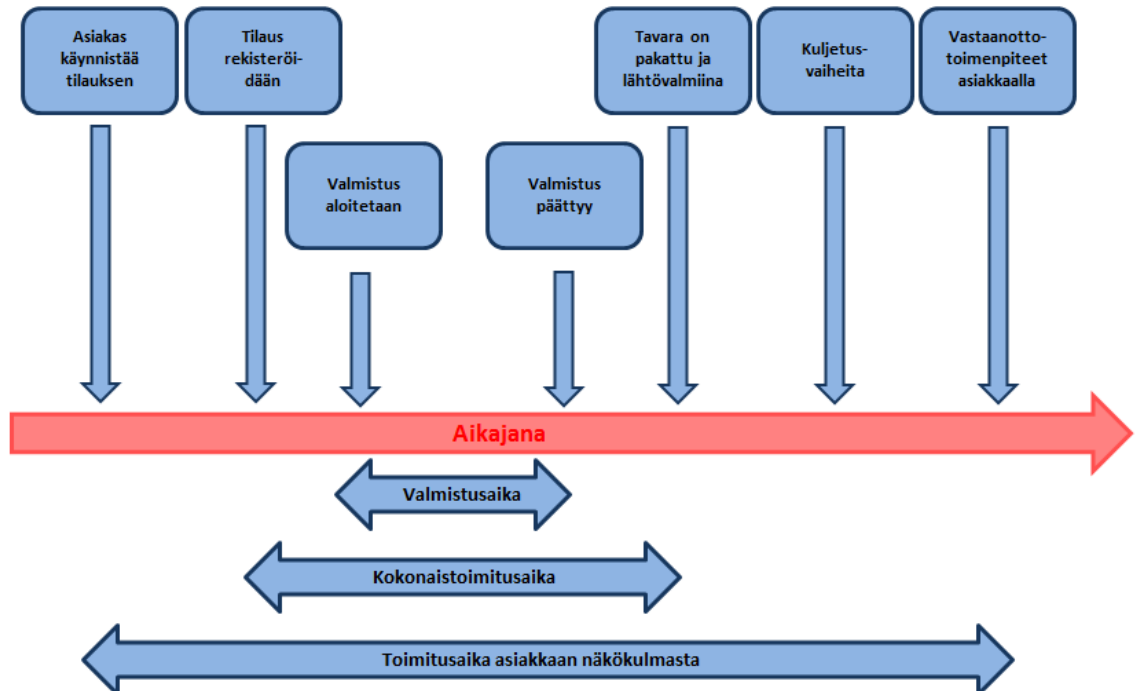 Asiakas
käynnistää
tilauksen
Tilaus
rekisteröi-
dään
Tavara on
pakattu ja
lähtövalmiina
Kuljetus-
vaiheita
Vastaanotto-
toimenpiteet
asiakkaalla
Valmistus
aloitetaan
Valmistus
päättyy
Aikajana
Valmistusaika
Kokonaistoimitusaika
Toimitusaika asiakkaan näkökulmasta